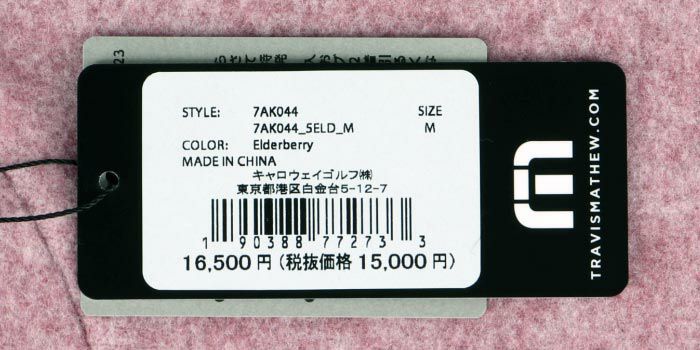 STYLE: 7AK044 SIZE
7AK044_5ELD_M M
COLOR: Elderberry
MADE IN CHINA
キャロウェイゴルフ㈱
東京都港区白金台5-12-7
1 90388 77273 3
16,500円(税抜価格 15,000円)
TRAVISMATHEW.COM
23